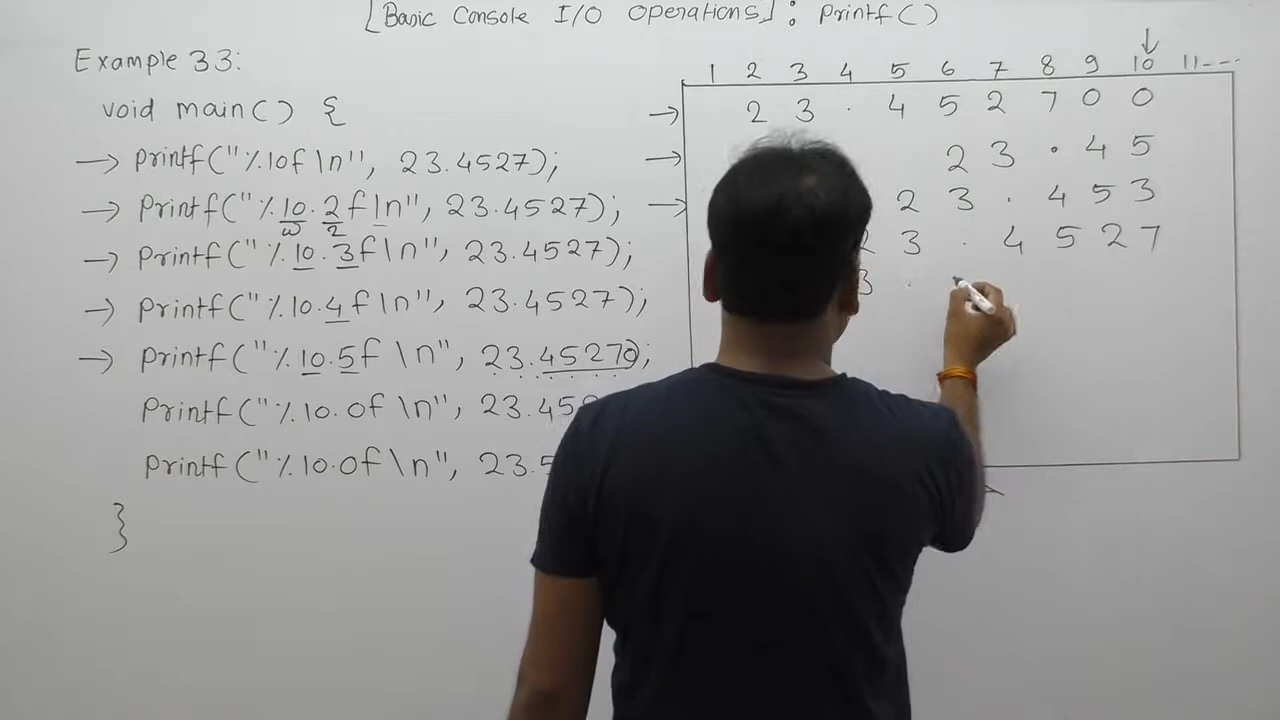 [Basic Console I/O Operations] : Printf()
Example 33:
void main() {
→ Printf("%10f\n", 23.4527);
→ Printf("%10.2f\n", 23.4527);
w 2
→ Printf("%10.3f\n", 23.4527);
→ Printf("%10.4f\n", 23.4527);
→ Printf("%10.5f\n", 23.45270);
Printf("%10.0f\n", 23.45
Printf("%10.0f\n", 23.5
}
1 2 3 4 5 6 7 8 9 10 11--
→ 2 3 . 4 5 2 7 0 0
→ 2 3 . 4 5
→ 2 3 . 4 5 3
2 3 . 4 5 2 7
3 .